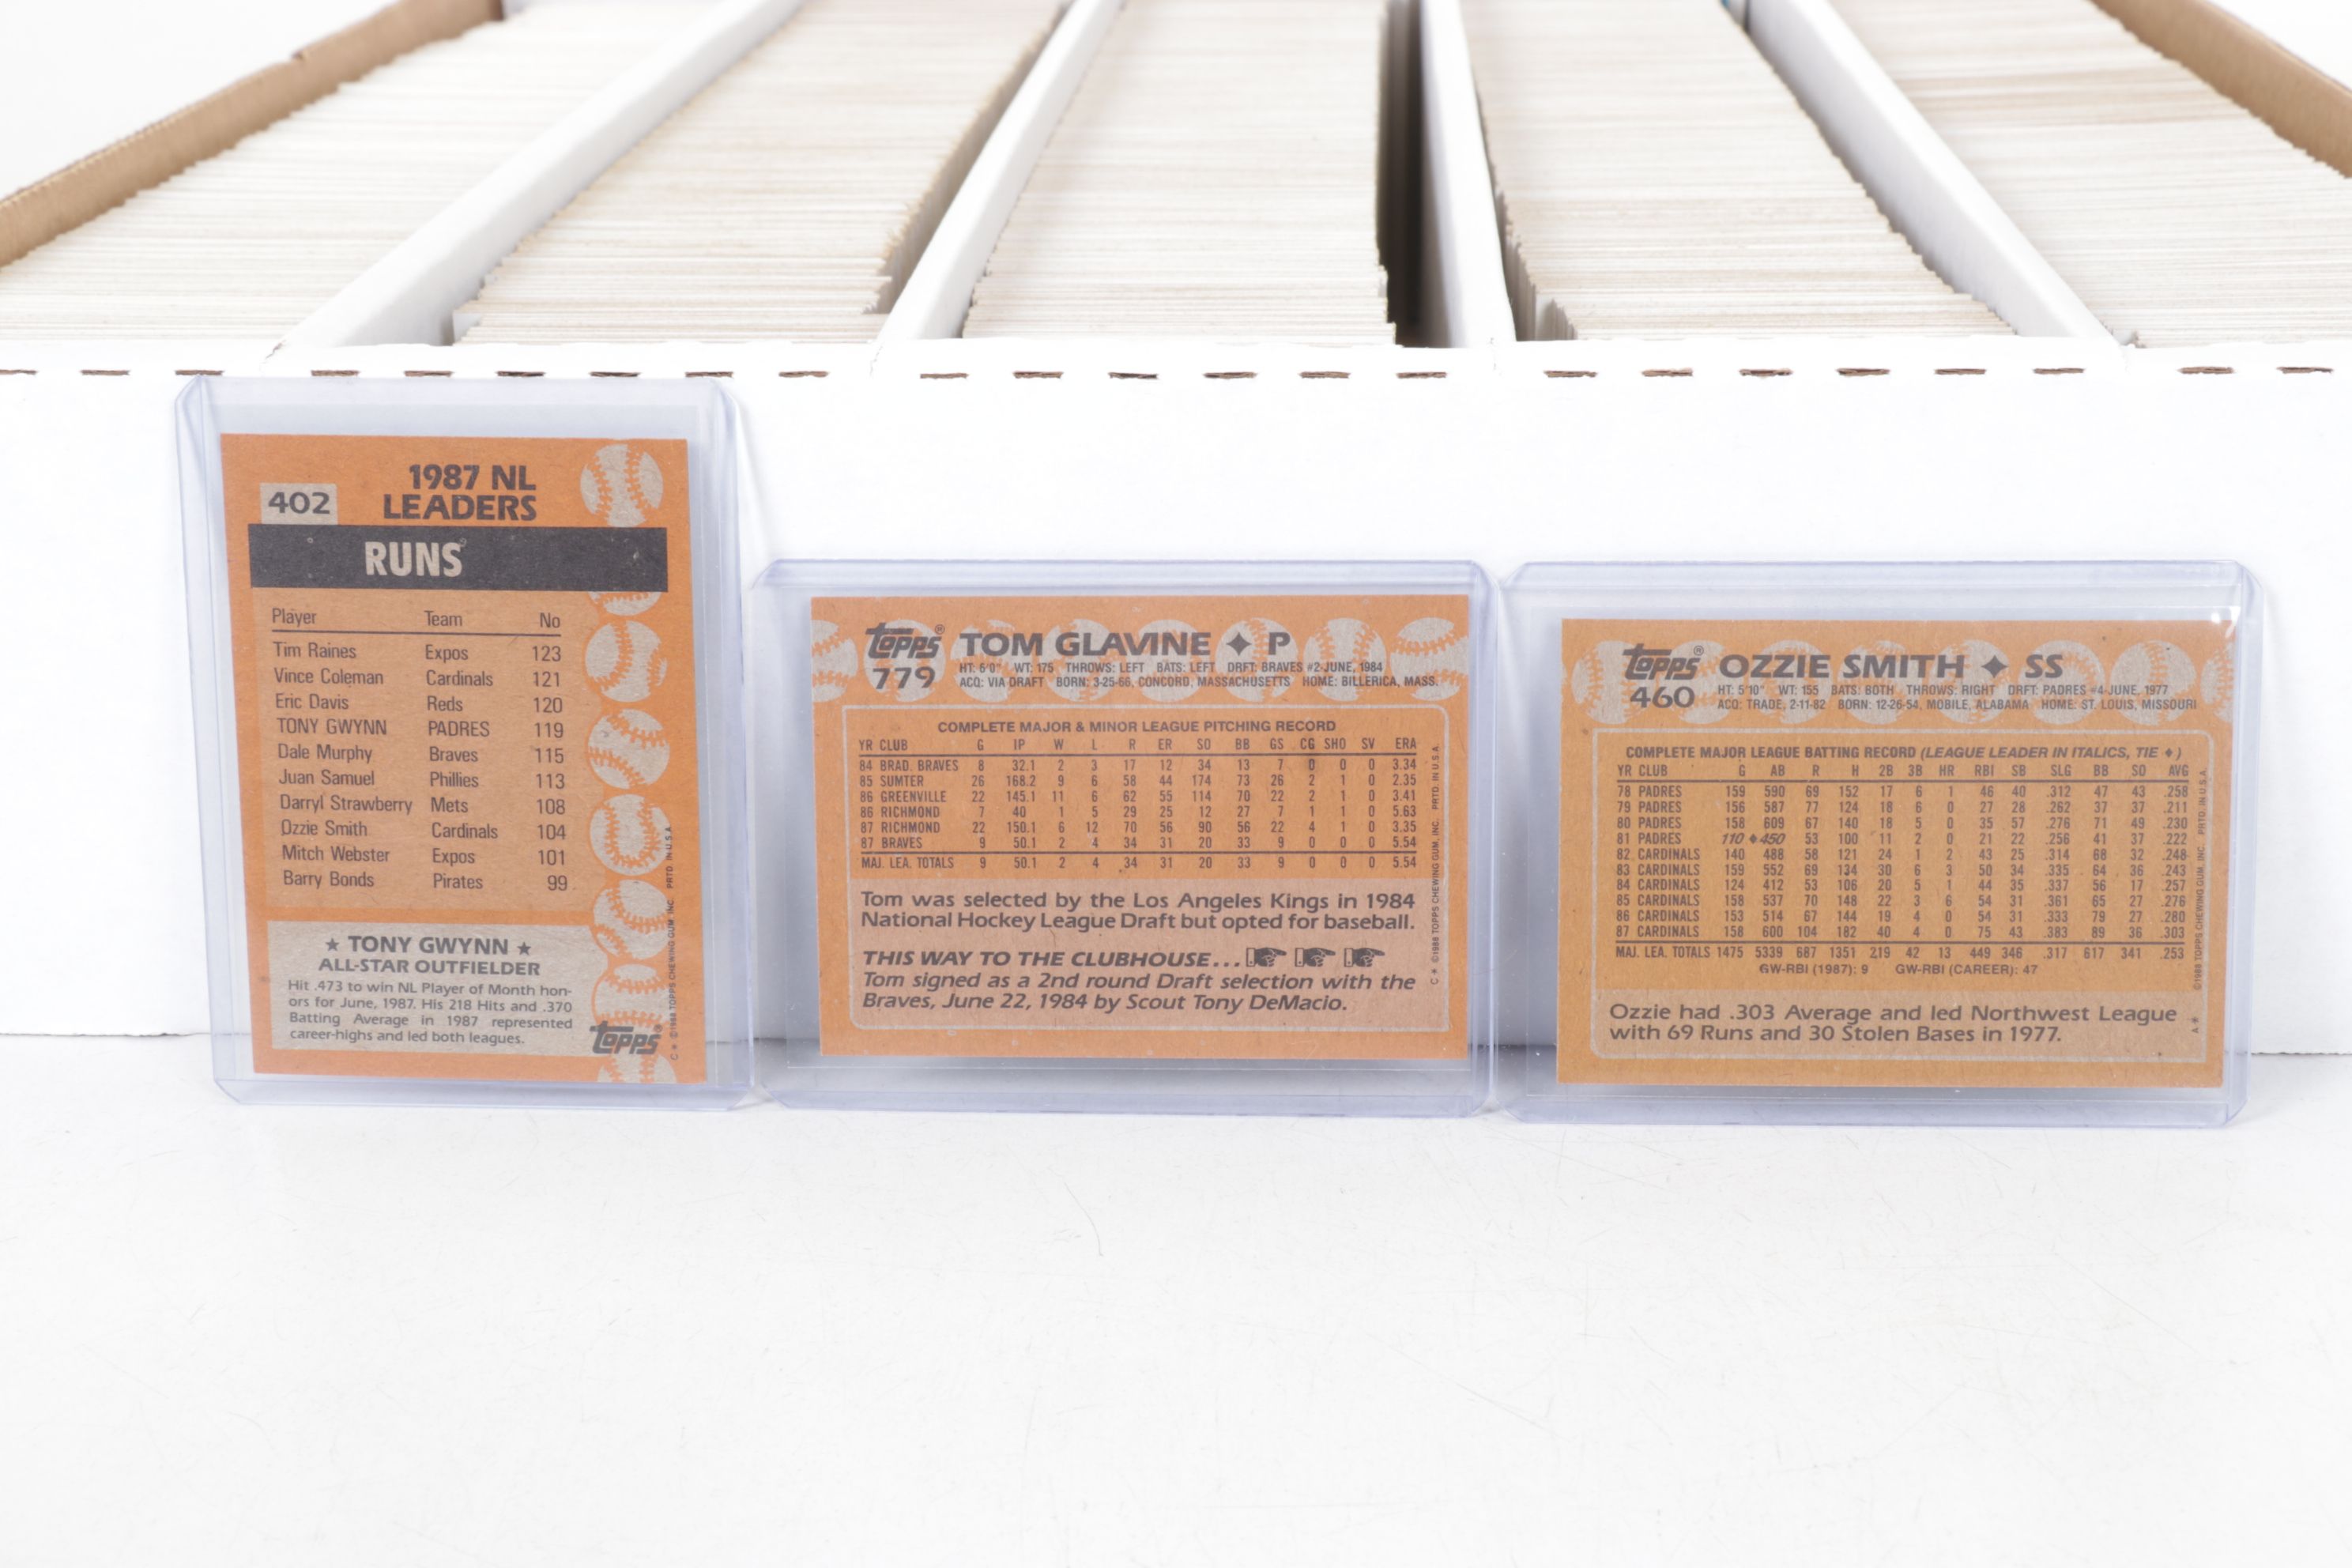 402
1987 NL
LEADERS
RUNS
Player Team No
Tim Raines Expos 123
Vince Coleman Cardinals 121
Eric Davis Reds 120
TONY GWYNN PADRES 119
Dale Murphy Braves 115
Juan Samuel Phillies 113
Darryl Strawberry Mets 108
Ozzie Smith Cardinals 104
Mitch Webster Expos 101
Barry Bonds Pirates 99
★ TONY GWYNN ★
ALL-STAR OUTFIELDER
Hit .473 to win NL Player of Month hon-
ors for June, 1987. His 218 Hits and .370
Batting Average in 1987 represented
career-highs and led both leagues.
Topps®
C * ©1988 TOPPS CHEWING GUM, INC. PRTD. IN U.S.A.
Topps® TOM GLAVINE ✦ P
779
HT: 6'0" WT: 175 THROWS: LEFT BATS: LEFT DRFT: BRAVES #2-JUNE, 1984
ACQ: VIA DRAFT BORN: 3-25-66, CONCORD, MASSACHUSETTS HOME: BILLERICA, MASS.
COMPLETE MAJOR & MINOR LEAGUE PITCHING RECORD
YR CLUB G IP W L R ER SO BB GS CG SHO SV ERA
84 BRAD. BRAVES 8 32.1 2 3 17 12 34 13 7 0 0 0 3.34
85 SUMTER 26 168.2 9 6 58 44 174 73 26 2 1 0 2.35
86 GREENVILLE 22 145.1 11 6 62 55 114 70 22 2 1 0 3.41
86 RICHMOND 7 40 1 5 29 25 12 27 7 1 1 0 5.63
87 RICHMOND 22 150.1 6 12 70 56 90 56 22 4 1 0 3.35
87 BRAVES 9 50.1 2 4 34 31 20 33 9 0 0 0 5.54
MAJ. LEA. TOTALS 9 50.1 2 4 34 31 20 33 9 0 0 0 5.54
Tom was selected by the Los Angeles Kings in 1984
National Hockey League Draft but opted for baseball.
THIS WAY TO THE CLUBHOUSE...
Tom signed as a 2nd round Draft selection with the
Braves, June 22, 1984 by Scout Tony DeMacio.
C * ©1988 TOPPS CHEWING GUM, INC. PRTD. IN U.S.A.
Topps® OZZIE SMITH ✦ SS
460
HT: 5'10" WT: 155 BATS: BOTH THROWS: RIGHT DRFT: PADRES #4-JUNE, 1977
ACQ: TRADE, 2-11-82 BORN: 12-26-54, MOBILE, ALABAMA HOME: ST. LOUIS, MISSOURI
COMPLETE MAJOR LEAGUE BATTING RECORD (LEAGUE LEADER IN ITALICS, TIE ♦)
YR CLUB G AB R H 2B 3B HR RBI SB SLG BB SO AVG
78 PADRES 159 590 69 152 17 6 1 46 40 .312 47 43 .258
79 PADRES 156 587 77 124 18 6 0 27 28 .262 37 37 .211
80 PADRES 158 609 67 140 18 5 0 35 57 .276 71 49 .230
81 PADRES 110 ♦ 450 53 100 11 2 0 21 22 .256 41 37 .222
82 CARDINALS 140 488 58 121 24 1 2 43 25 .314 68 32 .248
83 CARDINALS 159 552 69 134 30 6 3 50 34 .335 64 36 .243
84 CARDINALS 124 412 53 106 20 5 1 44 35 .337 56 17 .257
85 CARDINALS 158 537 70 148 22 3 6 54 31 .361 65 27 .276
86 CARDINALS 153 514 67 144 19 4 0 54 31 .333 79 27 .280
87 CARDINALS 158 600 104 182 40 4 0 75 43 .383 89 36 .303
MAJ. LEA. TOTALS 1475 5339 687 1351 219 42 13 449 346 .317 617 341 .253
GW-RBI (1987): 9 GW-RBI (CAREER): 47
Ozzie had .303 Average and led Northwest League
with 69 Runs and 30 Stolen Bases in 1977.
A * ©1988 TOPPS CHEWING GUM, INC. PRTD. IN U.S.A.